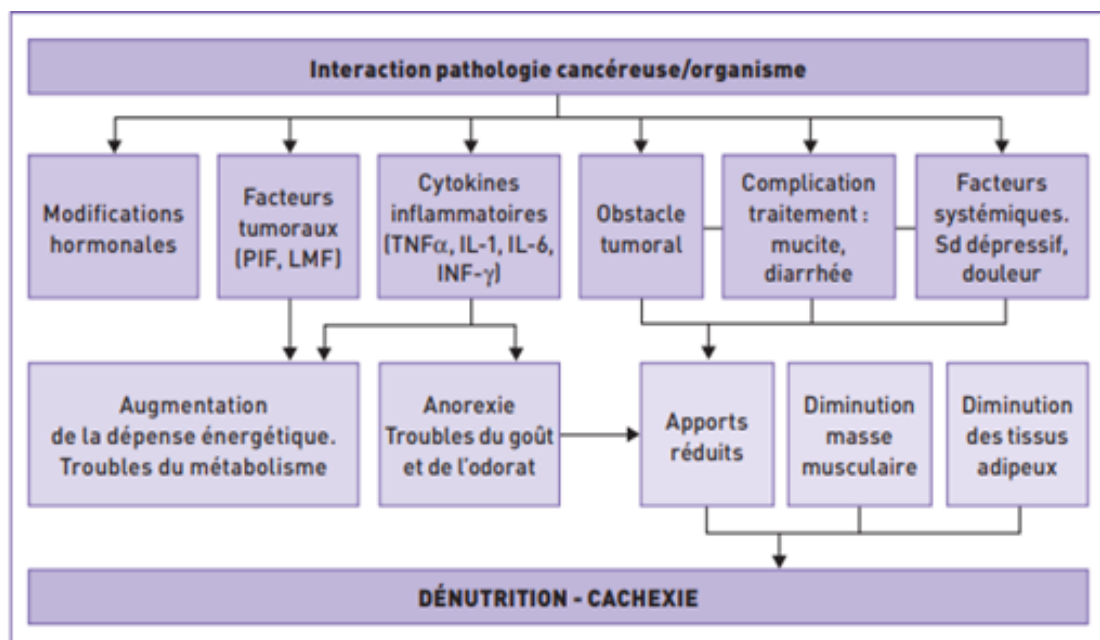 Interaction pathologie cancéreuse/organisme
Modifications
hormonales
Facteurs
tumoraux
(PIF, LMF)
Cytokines
inflammatoires
(TNFα, IL-1, IL-6,
INF-γ)
Obstacle
tumoral
Complication
traitement :
mucite,
diarrhée
Facteurs
systémiques.
Sd dépressif,
douleur
Augmentation
de la dépense énergétique.
Troubles du métabolisme
Anorexie
Troubles du goût
et de l'odorat
Apports
réduits
Diminution
masse
musculaire
Diminution
des tissus
adipeux
DÉNUTRITION - CACHEXIE